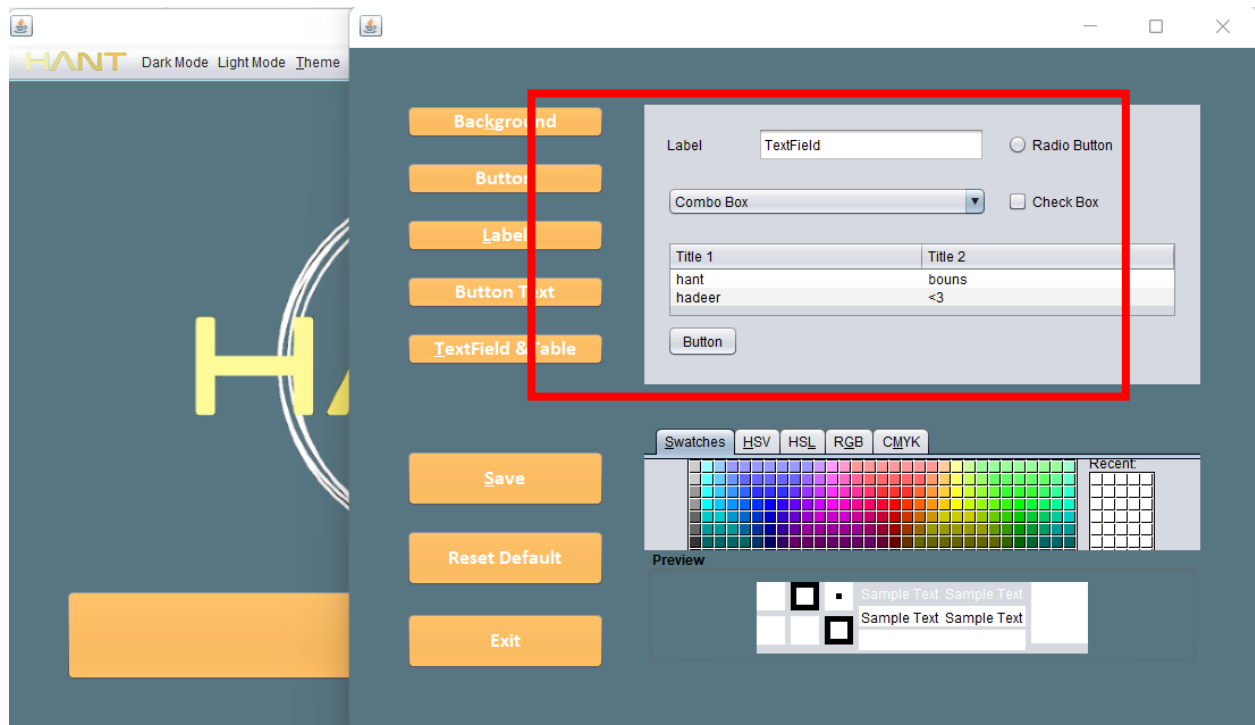 HANT Dark Mode Light Mode Theme
Background
Button
Label
Button Text
TextField & Table
Save
Reset Default
Exit
Label TextField Radio Button
Combo Box Check Box
Title 1 Title 2
hant bouns
hadeer <3
Button
Swatches HSV HSL RGB CMYK
Recent:
Preview
Sample Text Sample Text
Sample Text Sample Text
H